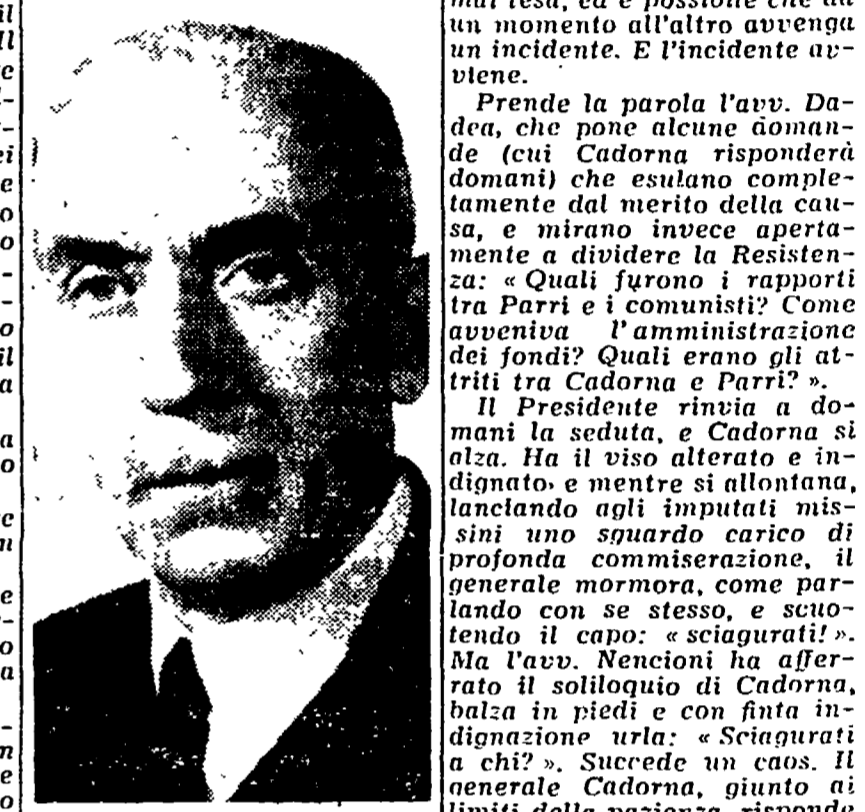 mai tesa, ed è possibile che da
un momento all'altro avvenga
un incidente. E l'incidente av-
viene.
Prende la parola l'avv. Da-
dea, che pone alcune doman-
de (cui Cadorna risponderà
domani) che esulano comple-
tamente dal merito della cau-
sa, e mirano invece aperta-
mente a dividere la Resisten-
za: « Quali furono i rapporti
tra Parri e i comunisti? Come
avveniva l'amministrazione
dei fondi? Quali erano gli at-
triti tra Cadorna e Parri? ».
Il Presidente rinvia a do-
mani la seduta, e Cadorna si
alza. Ha il viso alterato e in-
dignato, e mentre si allontana,
lanciando agli imputati mis-
sini uno sguardo carico di
profonda commiserazione, il
generale mormora, come par-
lando con se stesso, e scuo-
tendo il capo: « sciagurati! ».
Ma l'avv. Nencioni ha affer-
rato il soliloquio di Cadorna,
balza in piedi e con finta in-
dignazione urla: « Sciagurati
a chi? ». Succede un caos. Il
generale Cadorna, giunto ai
limiti della pazienza, risponde